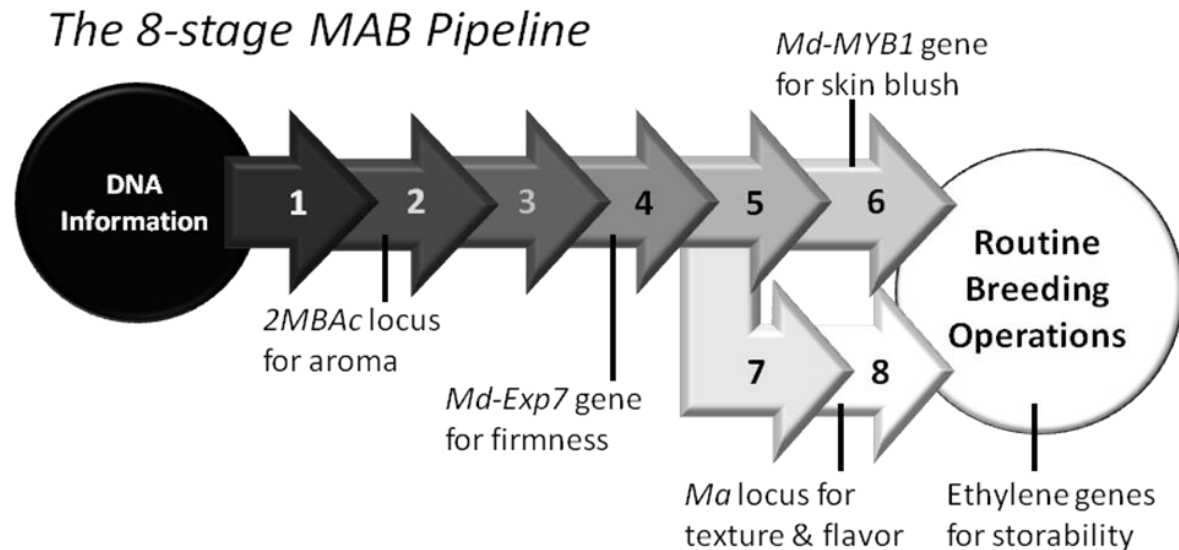 The 8-stage MAB Pipeline
Md-MYB1 gene
for skin blush
DNA
Information
1
2
3
4
5
6
Routine
Breeding
Operations
2MBAc locus
for aroma
7
8
Md-Exp7 gene
for firmness
Ma locus for
texture & flavor
Ethylene genes
for storability